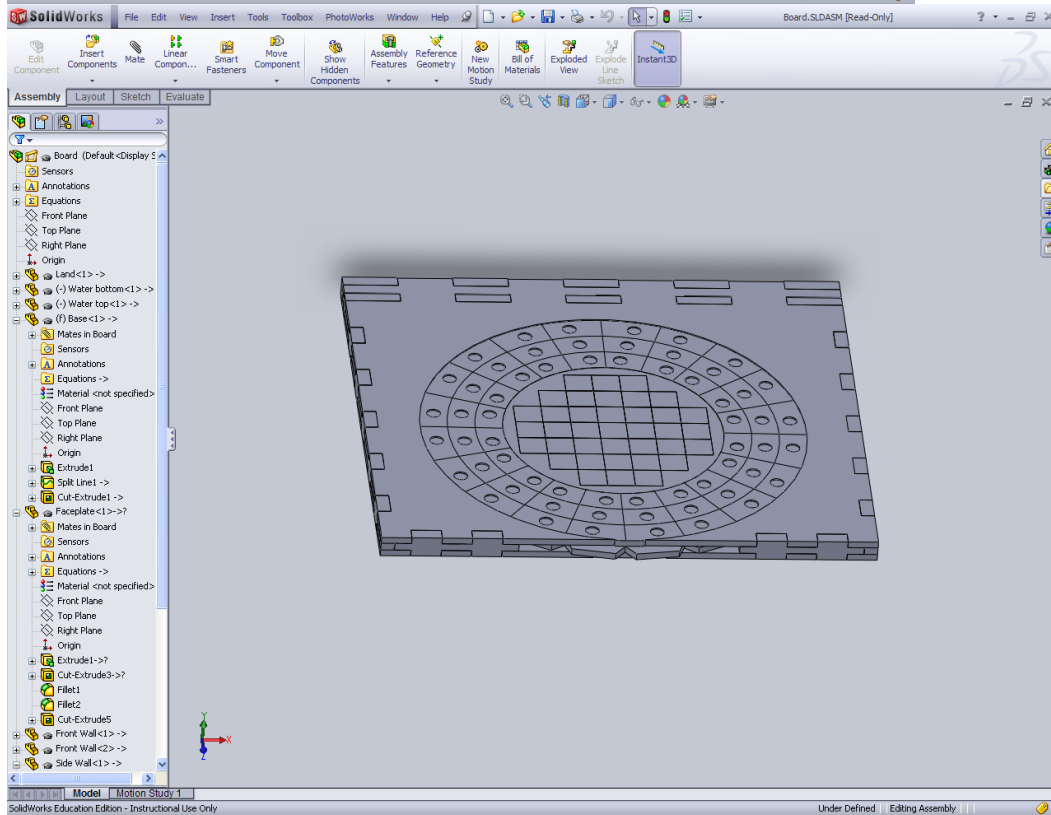 SolidWorks File Edit View Insert Tools Toolbox PhotoWorks Window Help Board.SLDASM [Read-Only] ?
Edit Component
Insert Components
Mate
Linear Compon...
Smart Fasteners
Move Component
Show Hidden Components
Assembly Features
Reference Geometry
New Motion Study
Bill of Materials
Exploded View
Explode Line Sketch
Instant3D
Assembly Layout Sketch Evaluate
Board (Default<Display S
Sensors
Annotations
Equations
Front Plane
Top Plane
Right Plane
Origin
Land<1> ->
(-) Water bottom<1> ->
(-) Water top<1> ->
(f) Base<1> ->
Mates in Board
Sensors
Annotations
Equations ->
Material <not specified>
Front Plane
Top Plane
Right Plane
Origin
Extrude1
Split Line1 ->
Cut-Extrude1 ->
Faceplate<1>->?
Mates in Board
Sensors
Annotations
Equations ->
Material <not specified>
Front Plane
Top Plane
Right Plane
Origin
Extrude1->?
Cut-Extrude3->?
Fillet1
Fillet2
Cut-Extrude5
Front Wall<1> ->
Front Wall<2> ->
Side Wall<1> ->
Y
X
Z
Model Motion Study 1
SolidWorks Education Edition - Instructional Use Only Under Defined Editing Assembly